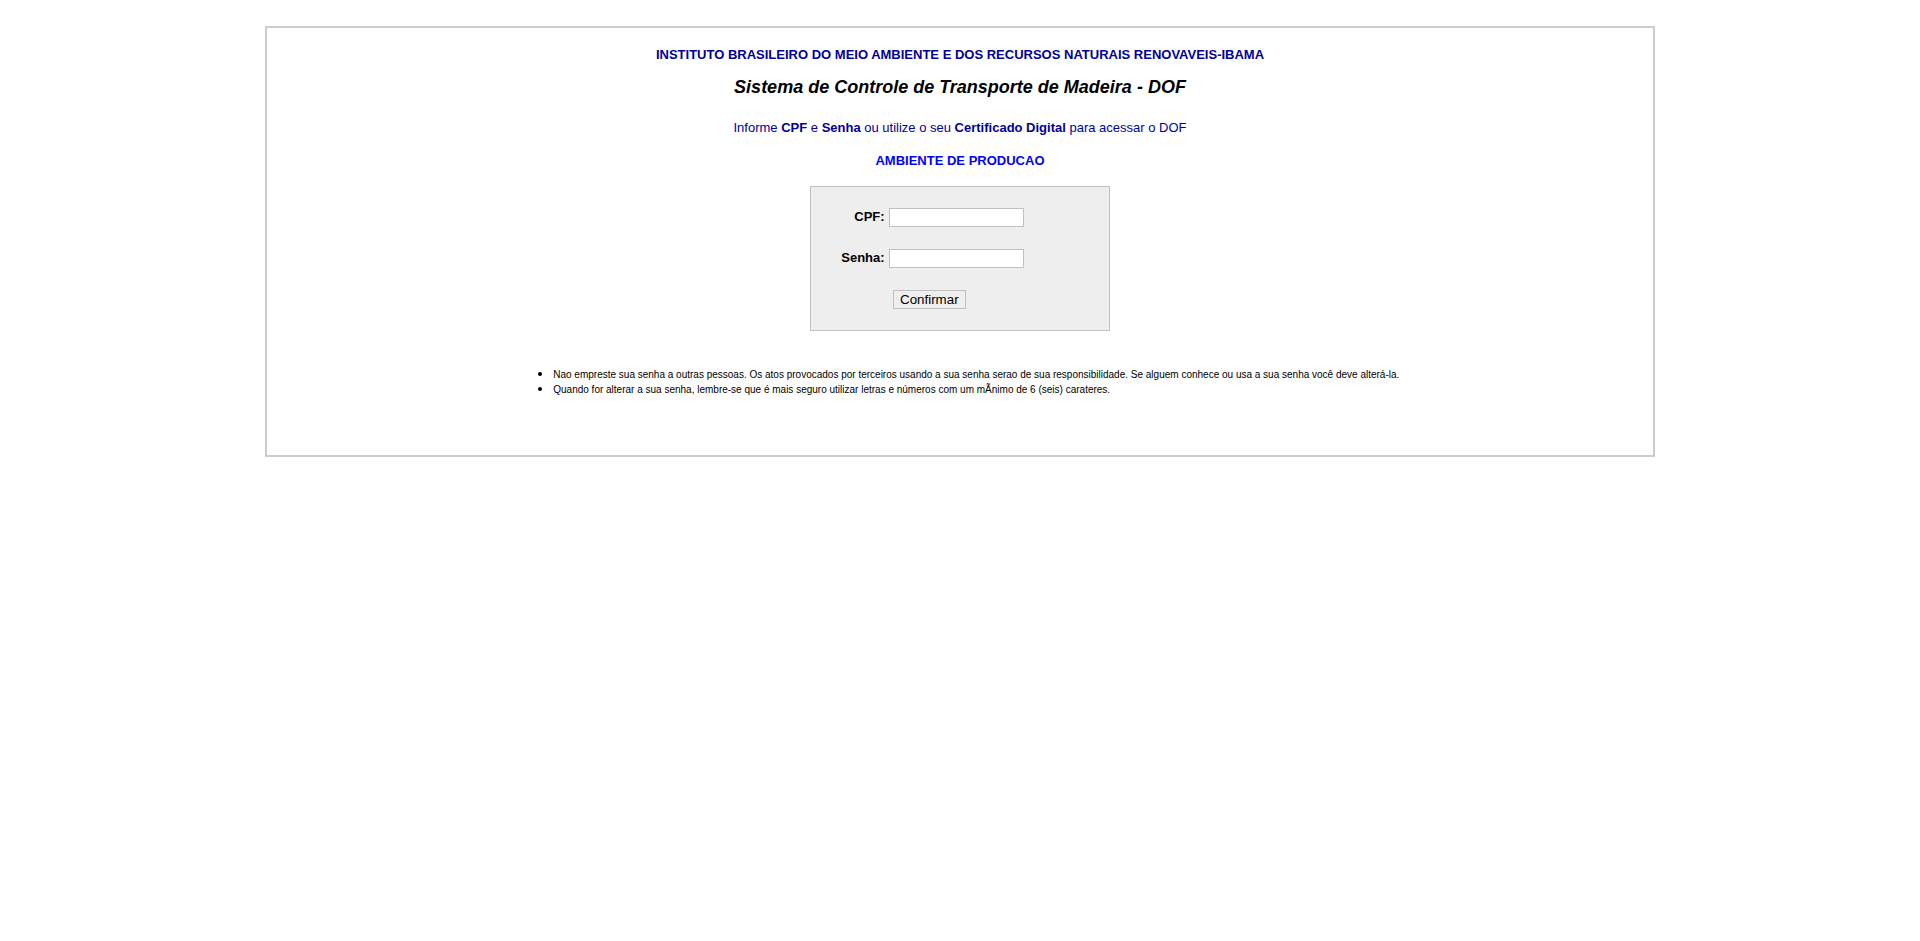 INSTITUTO BRASILEIRO DO MEIO AMBIENTE E DOS RECURSOS NATURAIS RENOVAVEIS-IBAMA
Sistema de Controle de Transporte de Madeira - DOF
Informe CPF e Senha ou utilize o seu Certificado Digital para acessar o DOF
AMBIENTE DE PRODUCAO
CPF:
Senha:
Confirmar
Nao empreste sua senha a outras pessoas. Os atos provocados por terceiros usando a sua senha serao de sua responsibilidade. Se alguem conhece ou usa a sua senha você deve alterá-la.
Quando for alterar a sua senha, lembre-se que é mais seguro utilizar letras e números com um mÃnimo de 6 (seis) carateres.